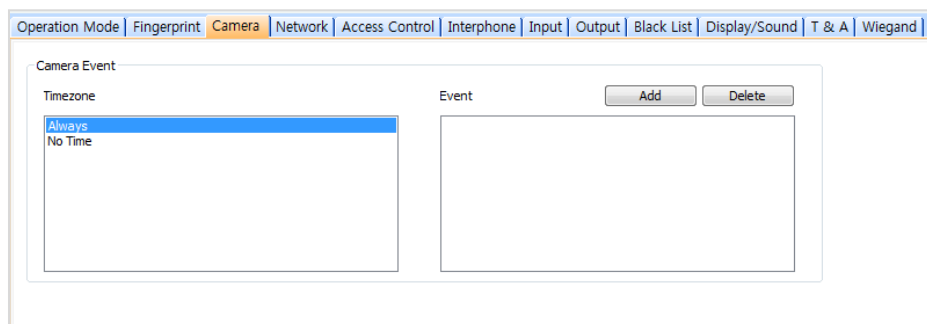 Operation Mode Fingerprint Camera Network Access Control Interphone Input Output Black List Display/Sound T & A Wiegand
Camera Event
Timezone Event Add Delete
Always
No Time